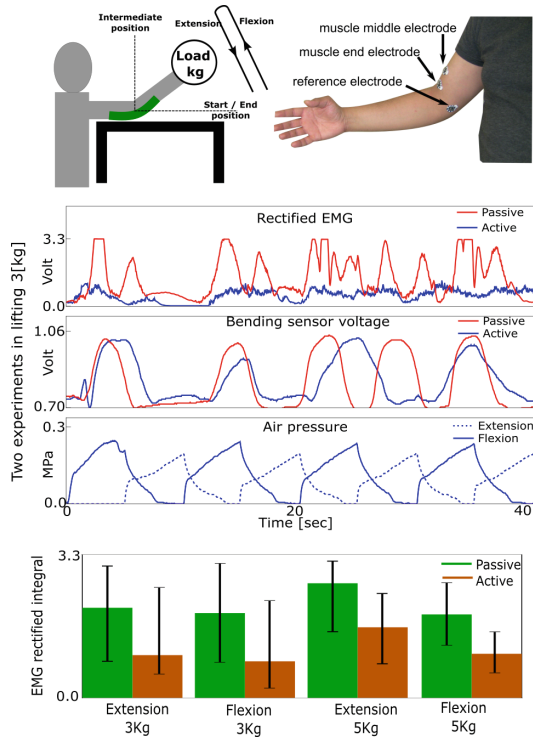 Intermediate
position
Extension
Flexion
Load
kg
Start / End
position
muscle middle electrode
muscle end electrode
reference electrode
Two experiments in lifting 3[kg]
Rectified EMG
Passive
Active
3.3
Volt
0.0
Bending sensor voltage
Passive
Active
1.06
Volt
0.70
Air pressure
Extension
Flexion
0.3
MPa
0.0
0 20 40
Time [sec]
EMG rectified integral
3.3
0.0
Passive
Active
Extension Flexion Extension Flexion
3Kg 3Kg 5Kg 5Kg